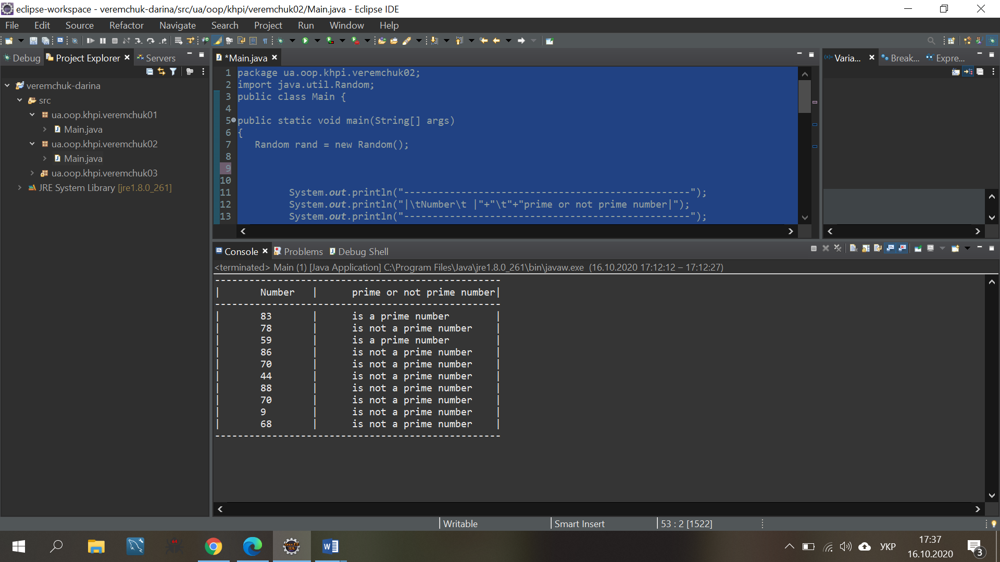 eclipse-workspace - veremchuk-darina/src/ua/oop/khpi/veremchuk02/Main.java - Eclipse IDE
File Edit Source Refactor Navigate Search Project Run Window Help
Debug Project Explorer Servers
*Main.java
Varia... Break... Expre...
veremchuk-darina
src
ua.oop.khpi.veremchuk01
Main.java
ua.oop.khpi.veremchuk02
Main.java
ua.oop.khpi.veremchuk03
JRE System Library [jre1.8.0_261]
1 package ua.oop.khpi.veremchuk02;
2 import java.util.Random;
3 public class Main {
4
5 public static void main(String[] args)
6 {
7 Random rand = new Random();
8
9
10
11 System.out.println("--------------------------------------------------");
12 System.out.println("|\tNumber\t |"+"\t"+"prime or not prime number|");
13 System.out.println("--------------------------------------------------");
Console Problems Debug Shell
<terminated> Main (1) [Java Application] C:\Program Files\Java\jre1.8.0_261\bin\javaw.exe (16.10.2020 17:12:12 – 17:12:27)
--------------------------------------------------
| Number | prime or not prime number|
--------------------------------------------------
| 83 | is a prime number |
| 78 | is not a prime number |
| 59 | is a prime number |
| 86 | is not a prime number |
| 70 | is not a prime number |
| 44 | is not a prime number |
| 88 | is not a prime number |
| 70 | is not a prime number |
| 9 | is not a prime number |
| 68 | is not a prime number |
--------------------------------------------------
Writable Smart Insert 53 : 2 [1522]
64
Java EE
IDE
W
УКР
17:37
16.10.2020
3